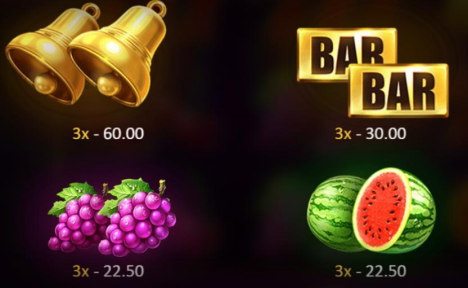 BAR
BAR
3x - 60.00
3x - 30.00
3x - 22.50
3x - 22.50